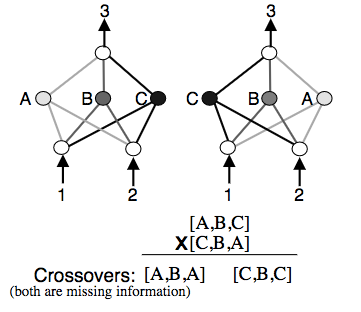 3 3
A B C C B A
1 2 1 2
[A,B,C]
X[C,B,A]
Crossovers: [A,B,A] [C,B,C]
(both are missing information)